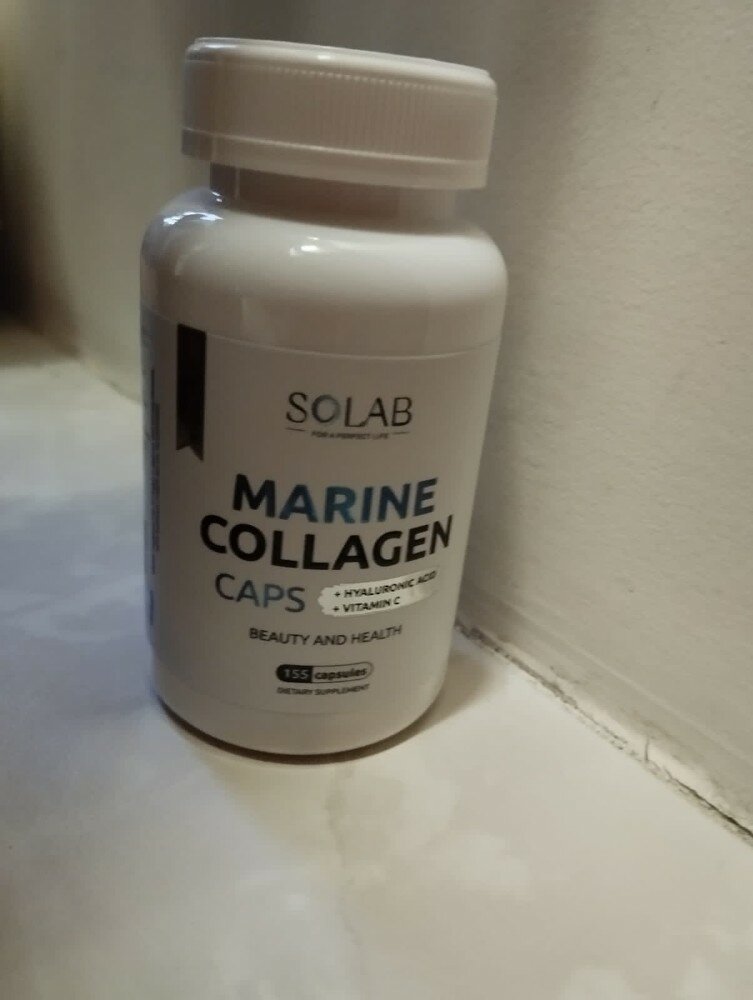 SOLAB
FOR A PERFECT LIFE
MARINE
COLLAGEN
CAPS
+ HYALURONIC ACID
+ VITAMIN C
BEAUTY AND HEALTH
155 capsules
DIETARY SUPPLEMENT